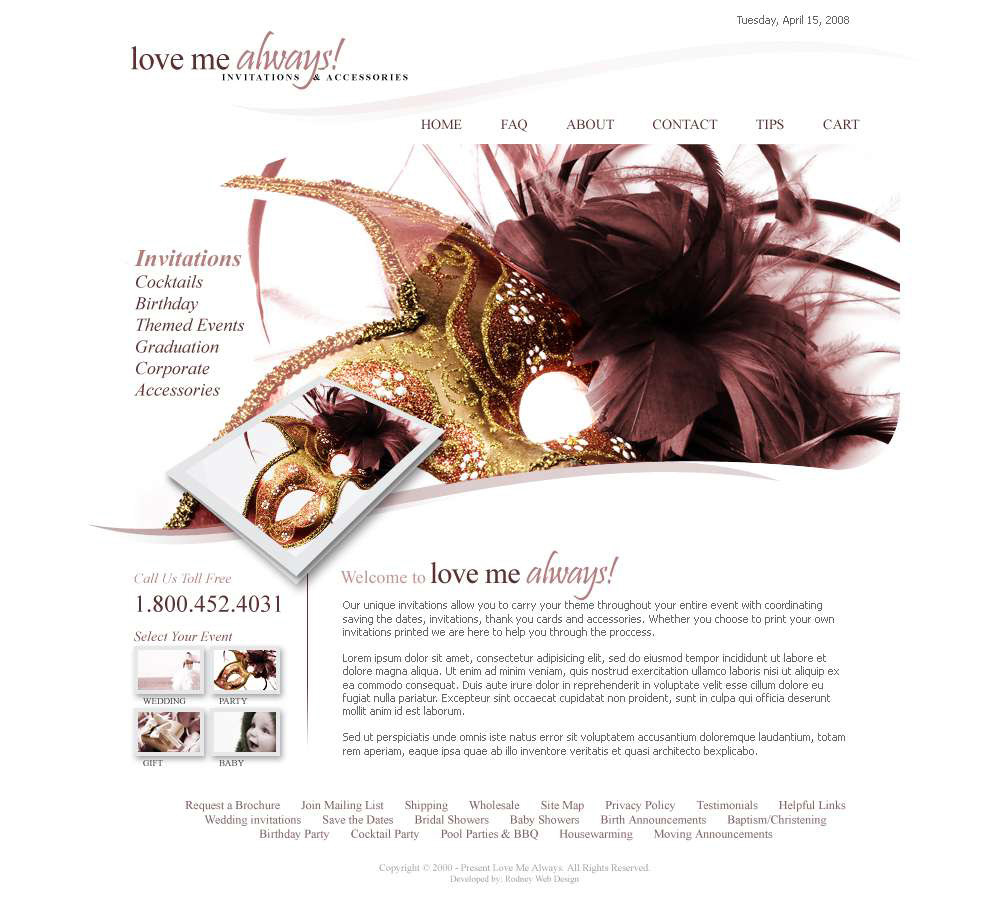 Tuesday, April 15, 2008
love me always!
INVITATIONS & ACCESSORIES
HOME FAQ ABOUT CONTACT TIPS CART
Invitations
Cocktails
Birthday
Themed Events
Graduation
Corporate
Accessories
Call Us Toll Free
1.800.452.4031
Select Your Event
WEDDING PARTY
GIFT BABY
Welcome to love me always!
Our unique invitations allow you to carry your theme throughout your entire event with coordinating
saving the dates, invitations, thank you cards and accessories. Whether you choose to print your own
invitations printed we are here to help you through the proccess.
Lorem ipsum dolor sit amet, consectetur adipisicing elit, sed do eiusmod tempor incididunt ut labore et
dolore magna aliqua. Ut enim ad minim veniam, quis nostrud exercitation ullamco laboris nisi ut aliquip ex
ea commodo consequat. Duis aute irure dolor in reprehenderit in voluptate velit esse cillum dolore eu
fugiat nulla pariatur. Excepteur sint occaecat cupidatat non proident, sunt in culpa qui officia deserunt
mollit anim id est laborum.
Sed ut perspiciatis unde omnis iste natus error sit voluptatem accusantium doloremque laudantium, totam
rem aperiam, eaque ipsa quae ab illo inventore veritatis et quasi architecto bexplicabo.
Request a Brochure Join Mailing List Shipping Wholesale Site Map Privacy Policy Testimonials Helpful Links
Wedding invitations Save the Dates Bridal Showers Baby Showers Birth Announcements Baptism/Christening
Birthday Party Cocktail Party Pool Parties & BBQ Housewarming Moving Announcements
Copyright © 2000 - Present Love Me Always. All Rights Reserved.
Developed by: Rodney Web Design